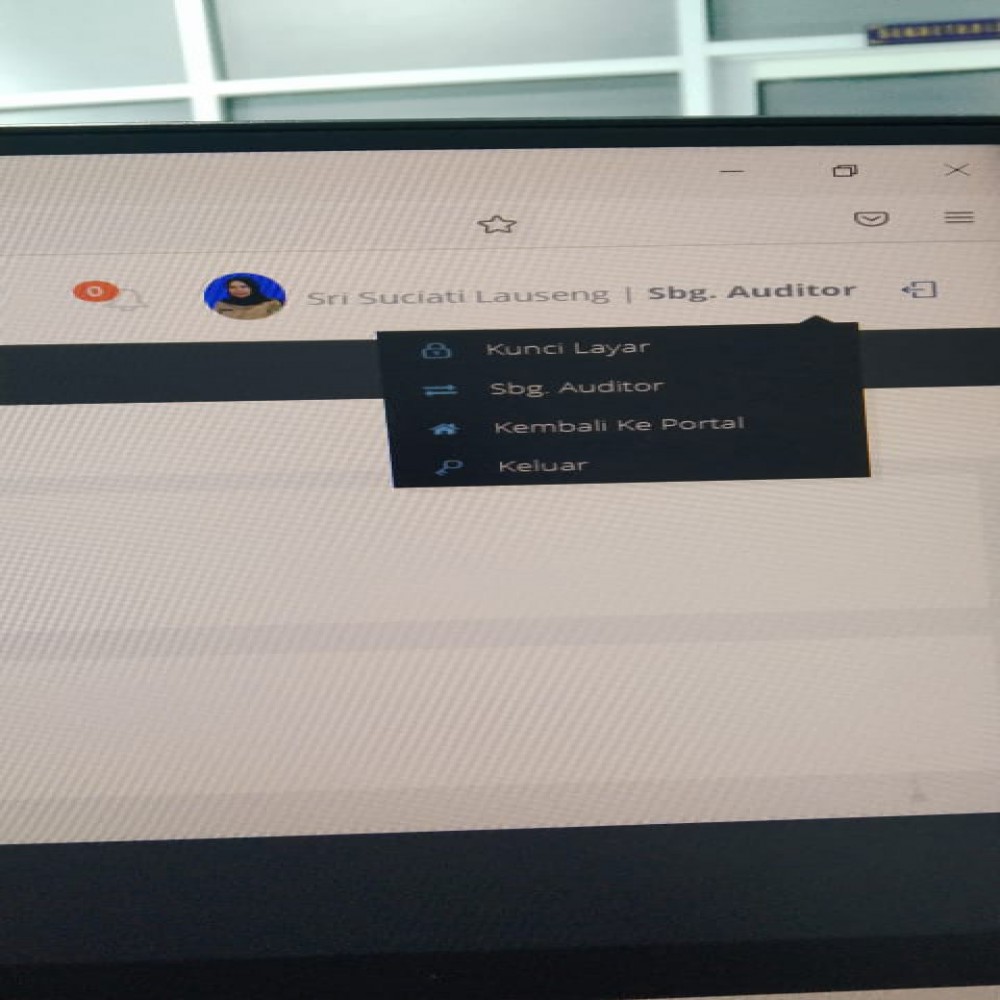 0
Sri Suciati Lauseng | Sbg. Auditor
Kunci Layar
Sbg. Auditor
Kembali Ke Portal
Keluar